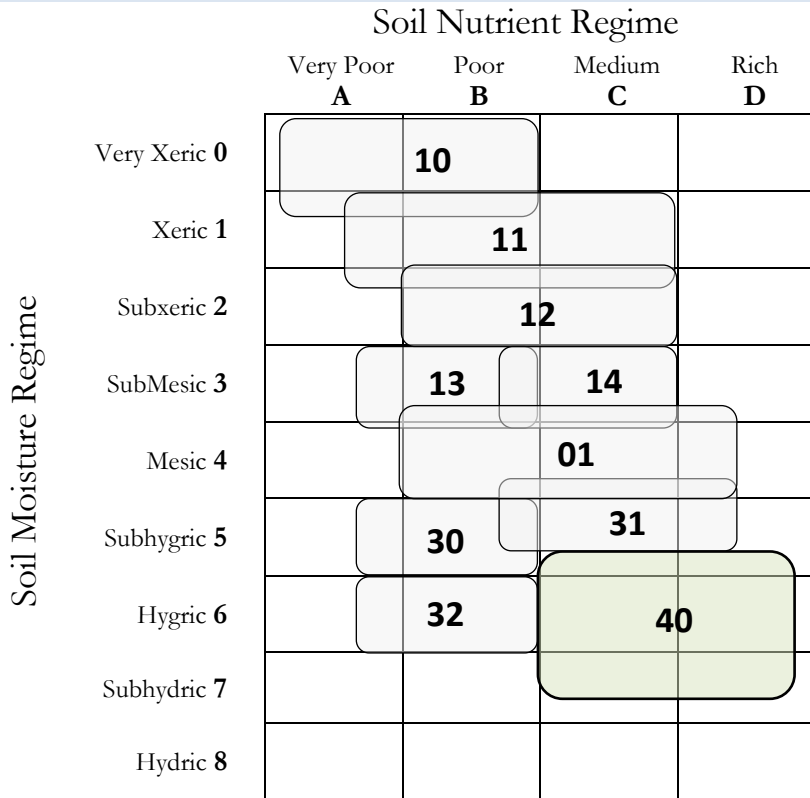 Soil Nutrient Regime
Very Poor Poor Medium Rich
A B C D
Soil Moisture Regime
Very Xeric 0
10
Xeric 1
11
Subxeric 2
12
SubMesic 3
13 14
Mesic 4
01
Subhygric 5
30 31
Hygric 6
32 40
Subhydric 7
Hydric 8